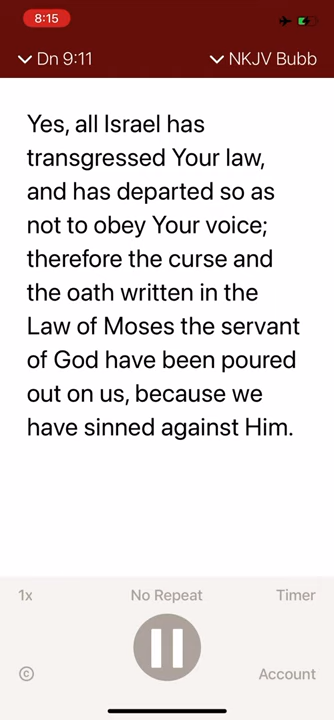 8:15
Dn 9:11 NKJV Bubb
Yes, all Israel has
transgressed Your law,
and has departed so as
not to obey Your voice;
therefore the curse and
the oath written in the
Law of Moses the servant
of God have been poured
out on us, because we
have sinned against Him.
1x No Repeat Timer
© Account